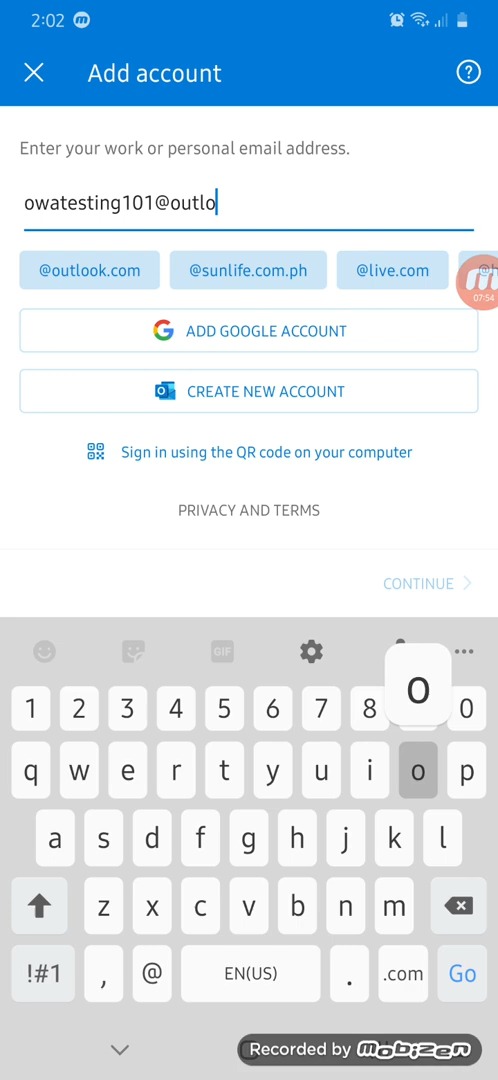 2:02
Add account
Enter your work or personal email address.
owatesting101@outlo
@outlook.com @sunlife.com.ph @live.com
07:54
ADD GOOGLE ACCOUNT
CREATE NEW ACCOUNT
Sign in using the QR code on your computer
PRIVACY AND TERMS
CONTINUE
GIF
o
1 2 3 4 5 6 7 8 0
q w e r t y u i o p
a s d f g h j k l
z x c v b n m
!#1 , @ EN(US) . .com Go
Recorded by mobizen